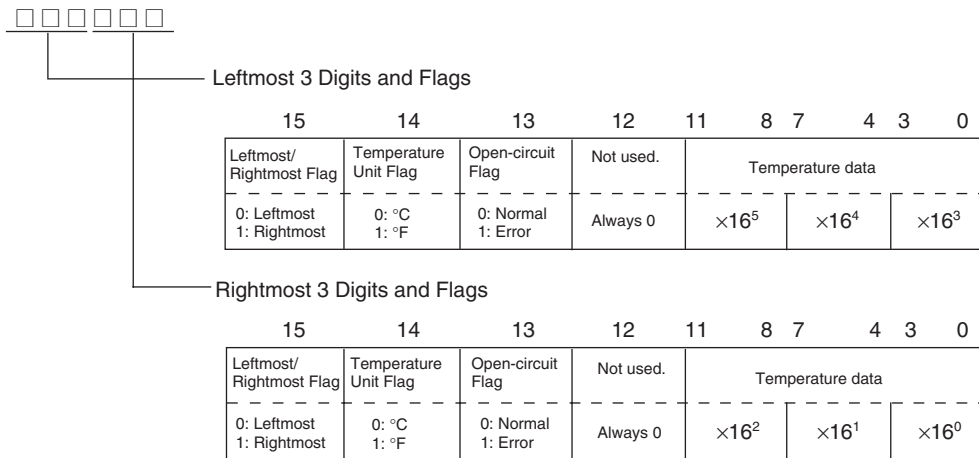 □□□□□□
Leftmost 3 Digits and Flags
15 14 13 12 11 8 7 4 3 0
Leftmost/ Temperature Open-circuit Not used. Temperature data
Rightmost Flag Unit Flag Flag
0: Leftmost 0: °C 0: Normal Always 0 ×16⁵ ×16⁴ ×16³
1: Rightmost 1: °F 1: Error
Rightmost 3 Digits and Flags
15 14 13 12 11 8 7 4 3 0
Leftmost/ Temperature Open-circuit Not used. Temperature data
Rightmost Flag Unit Flag Flag
0: Leftmost 0: °C 0: Normal Always 0 ×16² ×16¹ ×16⁰
1: Rightmost 1: °F 1: Error